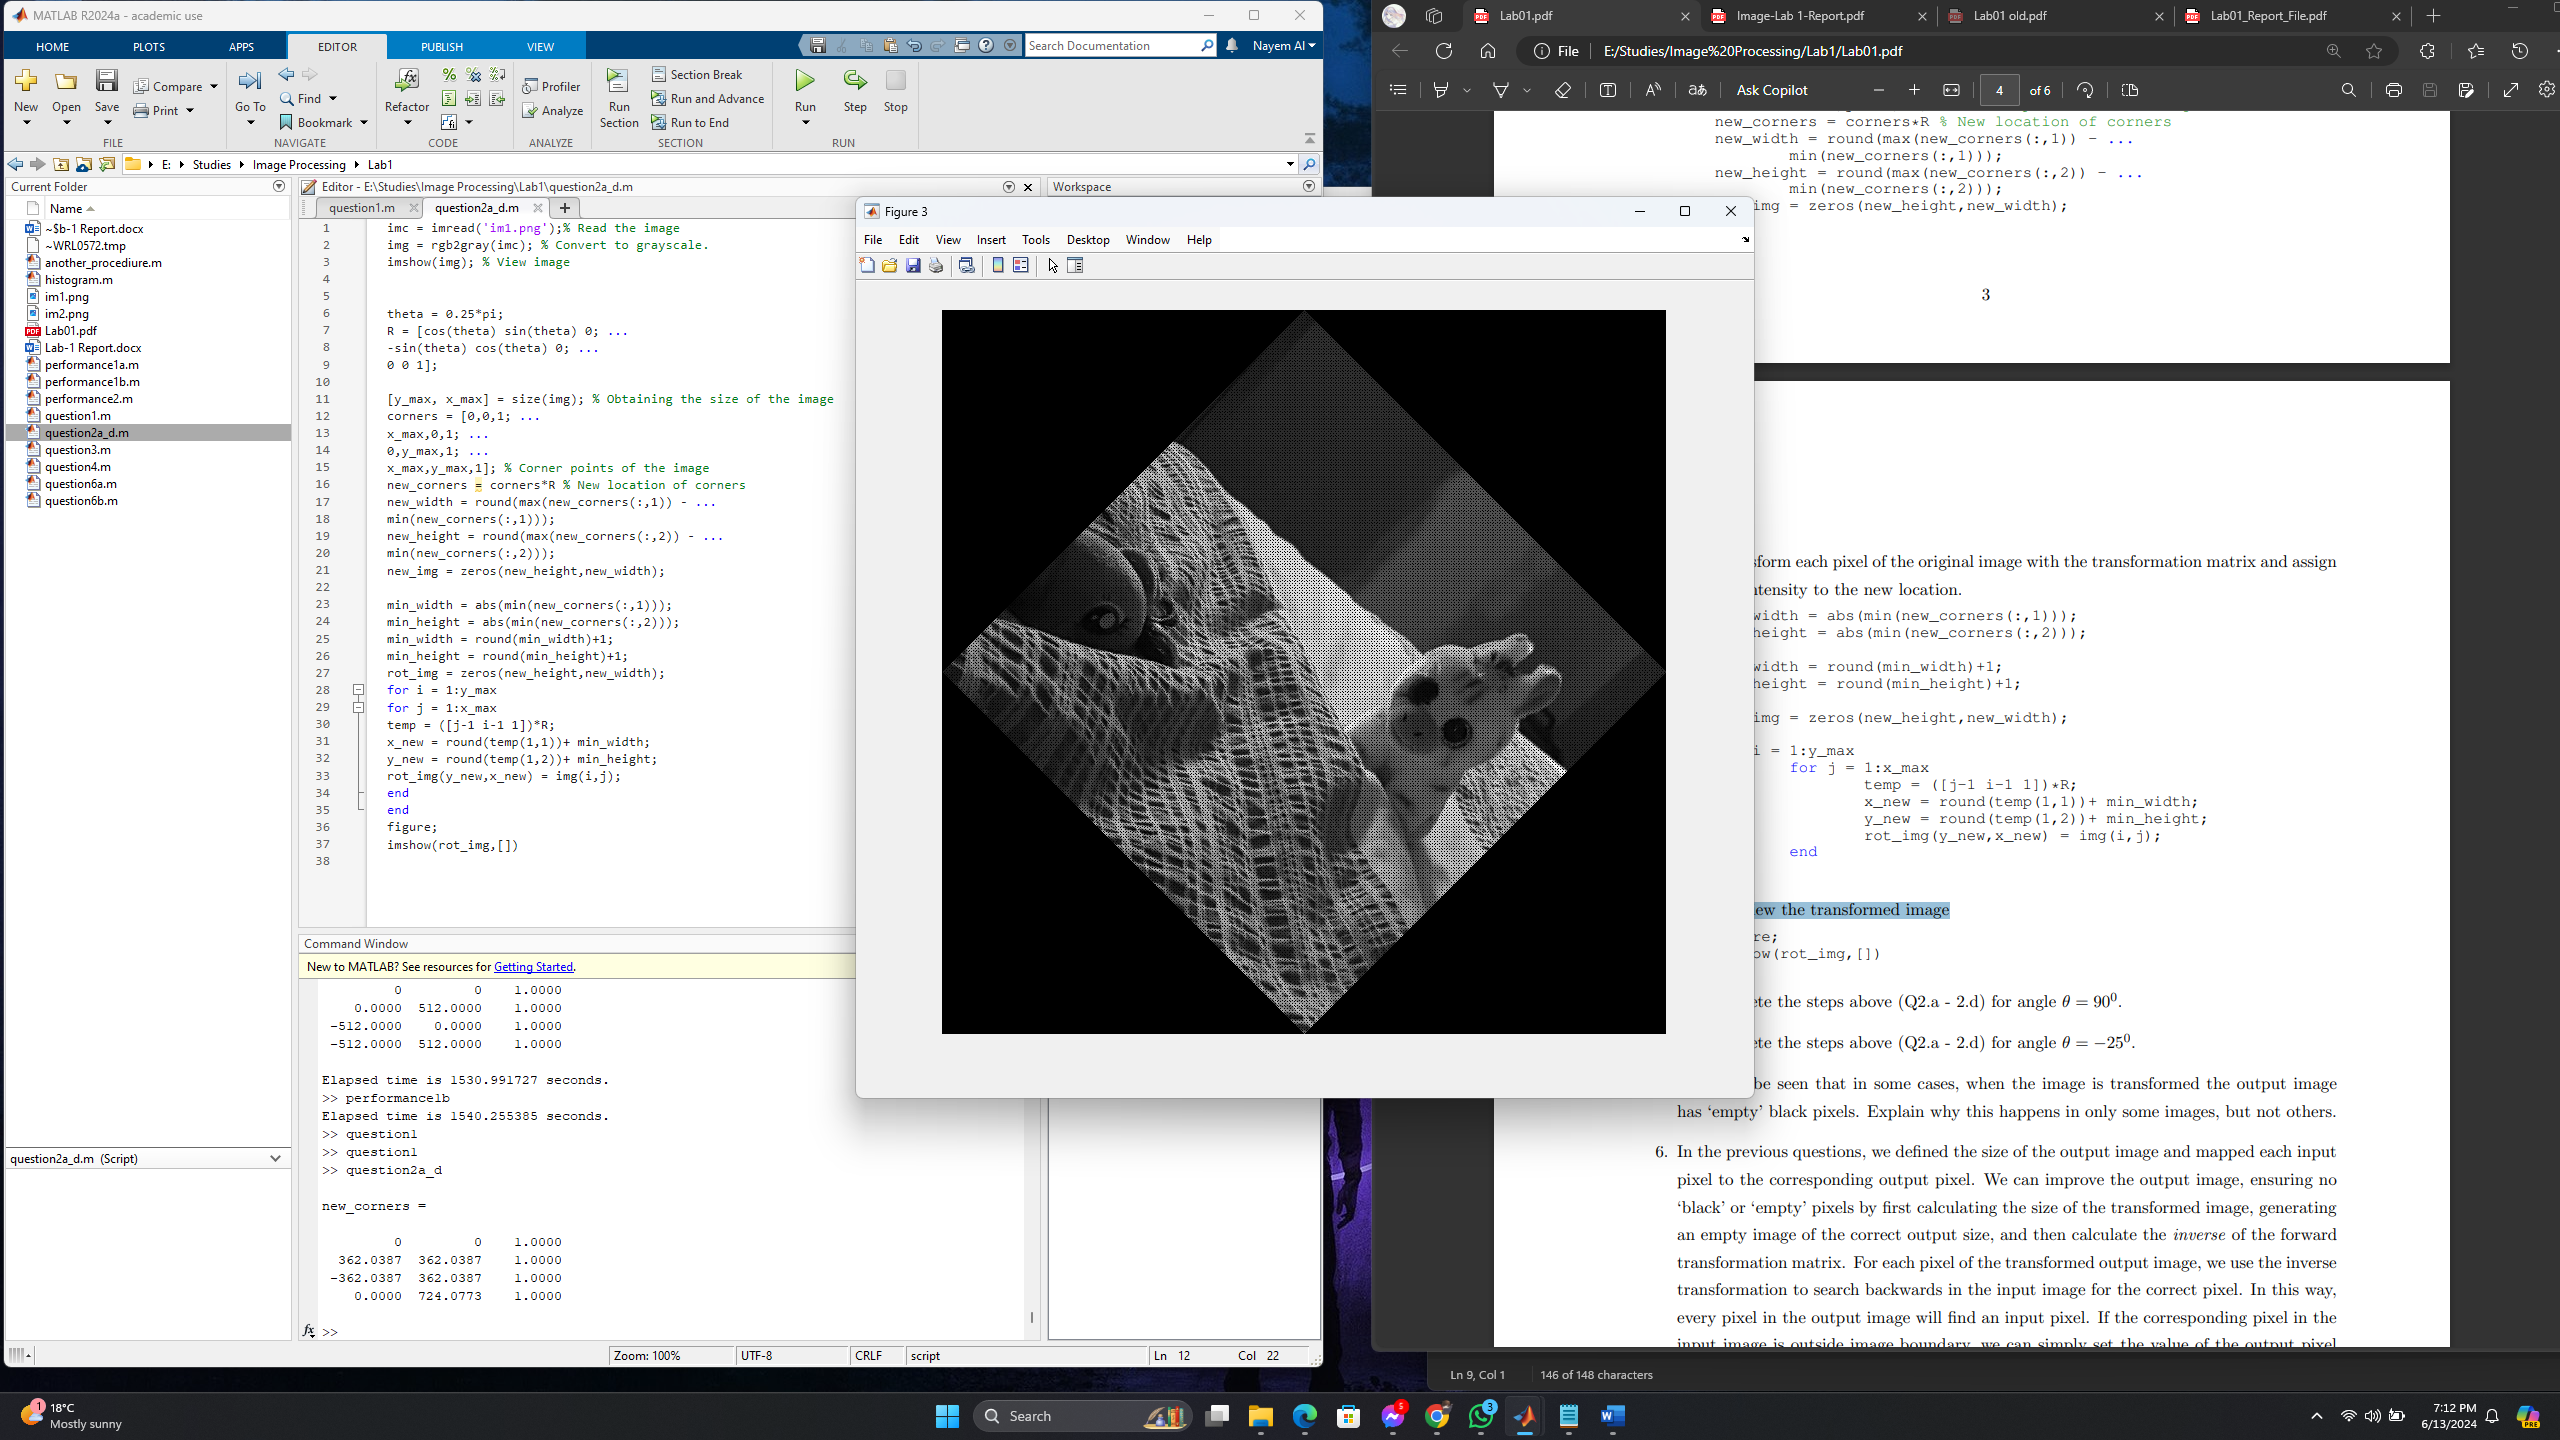 MATLAB R2024a - academic use
HOME PLOTS APPS EDITOR PUBLISH VIEW
Search Documentation
Nayem Al
New Open Save Compare Print
Go To Find Bookmark
Refactor
Profiler Analyze
Run Section
Section Break
Run and Advance
Run to End
Run Step Stop
FILE NAVIGATE CODE ANALYZE SECTION RUN
E: Studies Image Processing Lab1
Current Folder
Name
~$b-1 Report.docx
~WRL0572.tmp
another_procediure.m
histogram.m
im1.png
im2.png
Lab01.pdf
Lab-1 Report.docx
performance1a.m
performance1b.m
performance2.m
question1.m
question2a_d.m
question3.m
question4.m
question6a.m
question6b.m
question2a_d.m (Script)
Editor - E:\Studies\Image Processing\Lab1\question2a_d.m
Workspace
question1.m question2a_d.m
1 imc = imread('im1.png');% Read the image
2 img = rgb2gray(imc); % Convert to grayscale.
3 imshow(img); % View image
4
5
6 theta = 0.25*pi;
7 R = [cos(theta) sin(theta) 0; ...
8 -sin(theta) cos(theta) 0; ...
9 0 0 1];
10
11 [y_max, x_max] = size(img); % Obtaining the size of the image
12 corners = [0,0,1; ...
13 x_max,0,1; ...
14 0,y_max,1; ...
15 x_max,y_max,1]; % Corner points of the image
16 new_corners = corners*R % New location of corners
17 new_width = round(max(new_corners(:,1)) - ...
18 min(new_corners(:,1)));
19 new_height = round(max(new_corners(:,2)) - ...
20 min(new_corners(:,2)));
21 new_img = zeros(new_height,new_width);
22
23 min_width = abs(min(new_corners(:,1)));
24 min_height = abs(min(new_corners(:,2)));
25 min_width = round(min_width)+1;
26 min_height = round(min_height)+1;
27 rot_img = zeros(new_height,new_width);
28 for i = 1:y_max
29 for j = 1:x_max
30 temp = ([j-1 i-1 1])*R;
31 x_new = round(temp(1,1))+ min_width;
32 y_new = round(temp(1,2))+ min_height;
33 rot_img(y_new,x_new) = img(i,j);
34 end
35 end
36 figure;
37 imshow(rot_img,[])
38
Command Window
New to MATLAB? See resources for Getting Started.
0 0 1.0000
0.0000 512.0000 1.0000
-512.0000 0.0000 1.0000
-512.0000 512.0000 1.0000
Elapsed time is 1530.991727 seconds.
>> performance1b
Elapsed time is 1540.255385 seconds.
>> question1
>> question1
>> question2a_d
new_corners =
0 0 1.0000
362.0387 362.0387 1.0000
-362.0387 362.0387 1.0000
0.0000 724.0773 1.0000
fx >>
Zoom: 100% UTF-8 CRLF script Ln 12 Col 22
Figure 3
File Edit View Insert Tools Desktop Window Help
Lab01.pdf Image-Lab 1-Report.pdf Lab01 old.pdf Lab01_Report_File.pdf
File E:/Studies/Image%20Processing/Lab1/Lab01.pdf
Ask Copilot 4 of 6
new_corners = corners*R % New location of corners
new_width = round(max(new_corners(:,1)) - ...
min(new_corners(:,1)));
new_height = round(max(new_corners(:,2)) - ...
min(new_corners(:,2)));
img = zeros(new_height,new_width);
3
sform each pixel of the original image with the transformation matrix and assign
ntensity to the new location.
width = abs(min(new_corners(:,1)));
height = abs(min(new_corners(:,2)));
width = round(min_width)+1;
height = round(min_height)+1;
img = zeros(new_height,new_width);
i = 1:y_max
for j = 1:x_max
temp = ([j-1 i-1 1])*R;
x_new = round(temp(1,1))+ min_width;
y_new = round(temp(1,2))+ min_height;
rot_img(y_new,x_new) = img(i,j);
end
ew the transformed image
re;
ow(rot_img,[])
ete the steps above (Q2.a - 2.d) for angle θ = 90⁰.
ete the steps above (Q2.a - 2.d) for angle θ = −25⁰.
be seen that in some cases, when the image is transformed the output image
has ‘empty’ black pixels. Explain why this happens in only some images, but not others.
6. In the previous questions, we defined the size of the output image and mapped each input
pixel to the corresponding output pixel. We can improve the output image, ensuring no
‘black’ or ‘empty’ pixels by first calculating the size of the transformed image, generating
an empty image of the correct output size, and then calculate the inverse of the forward
transformation matrix. For each pixel of the transformed output image, we use the inverse
transformation to search backwards in the input image for the correct pixel. In this way,
every pixel in the output image will find an input pixel. If the corresponding pixel in the
input image is outside image boundary, we can simply set the value of the output pixel
Ln 9, Col 1 146 of 148 characters
1
18°C
Mostly sunny
Search
5
3
7:12 PM
6/13/2024
PRE